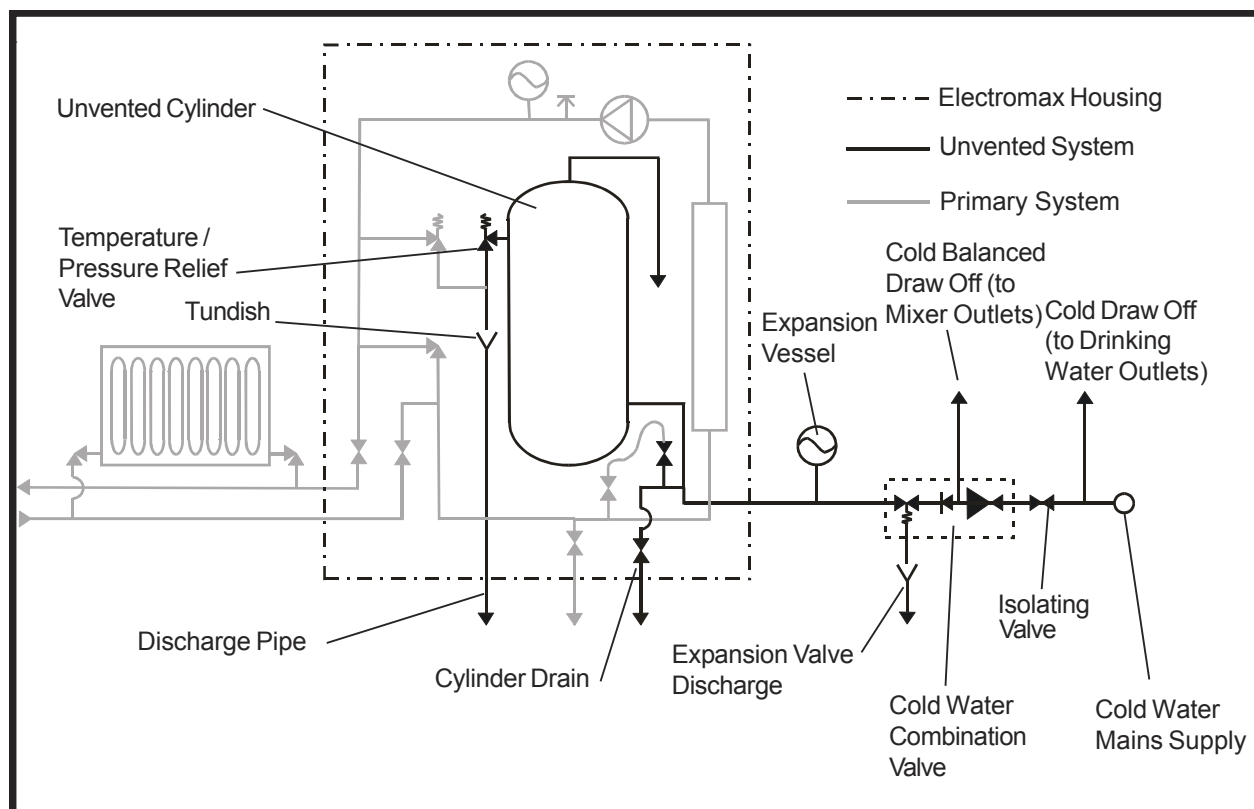 Unvented Cylinder
Temperature /
Pressure Relief
Valve
Tundish
Discharge Pipe
Cylinder Drain
Electromax Housing
Unvented System
Primary System
Cold Balanced
Draw Off (to
Mixer Outlets)
Cold Draw Off
(to Drinking
Water Outlets)
Expansion
Vessel
Expansion Valve
Discharge
Isolating
Valve
Cold Water
Combination
Valve
Cold Water
Mains Supply